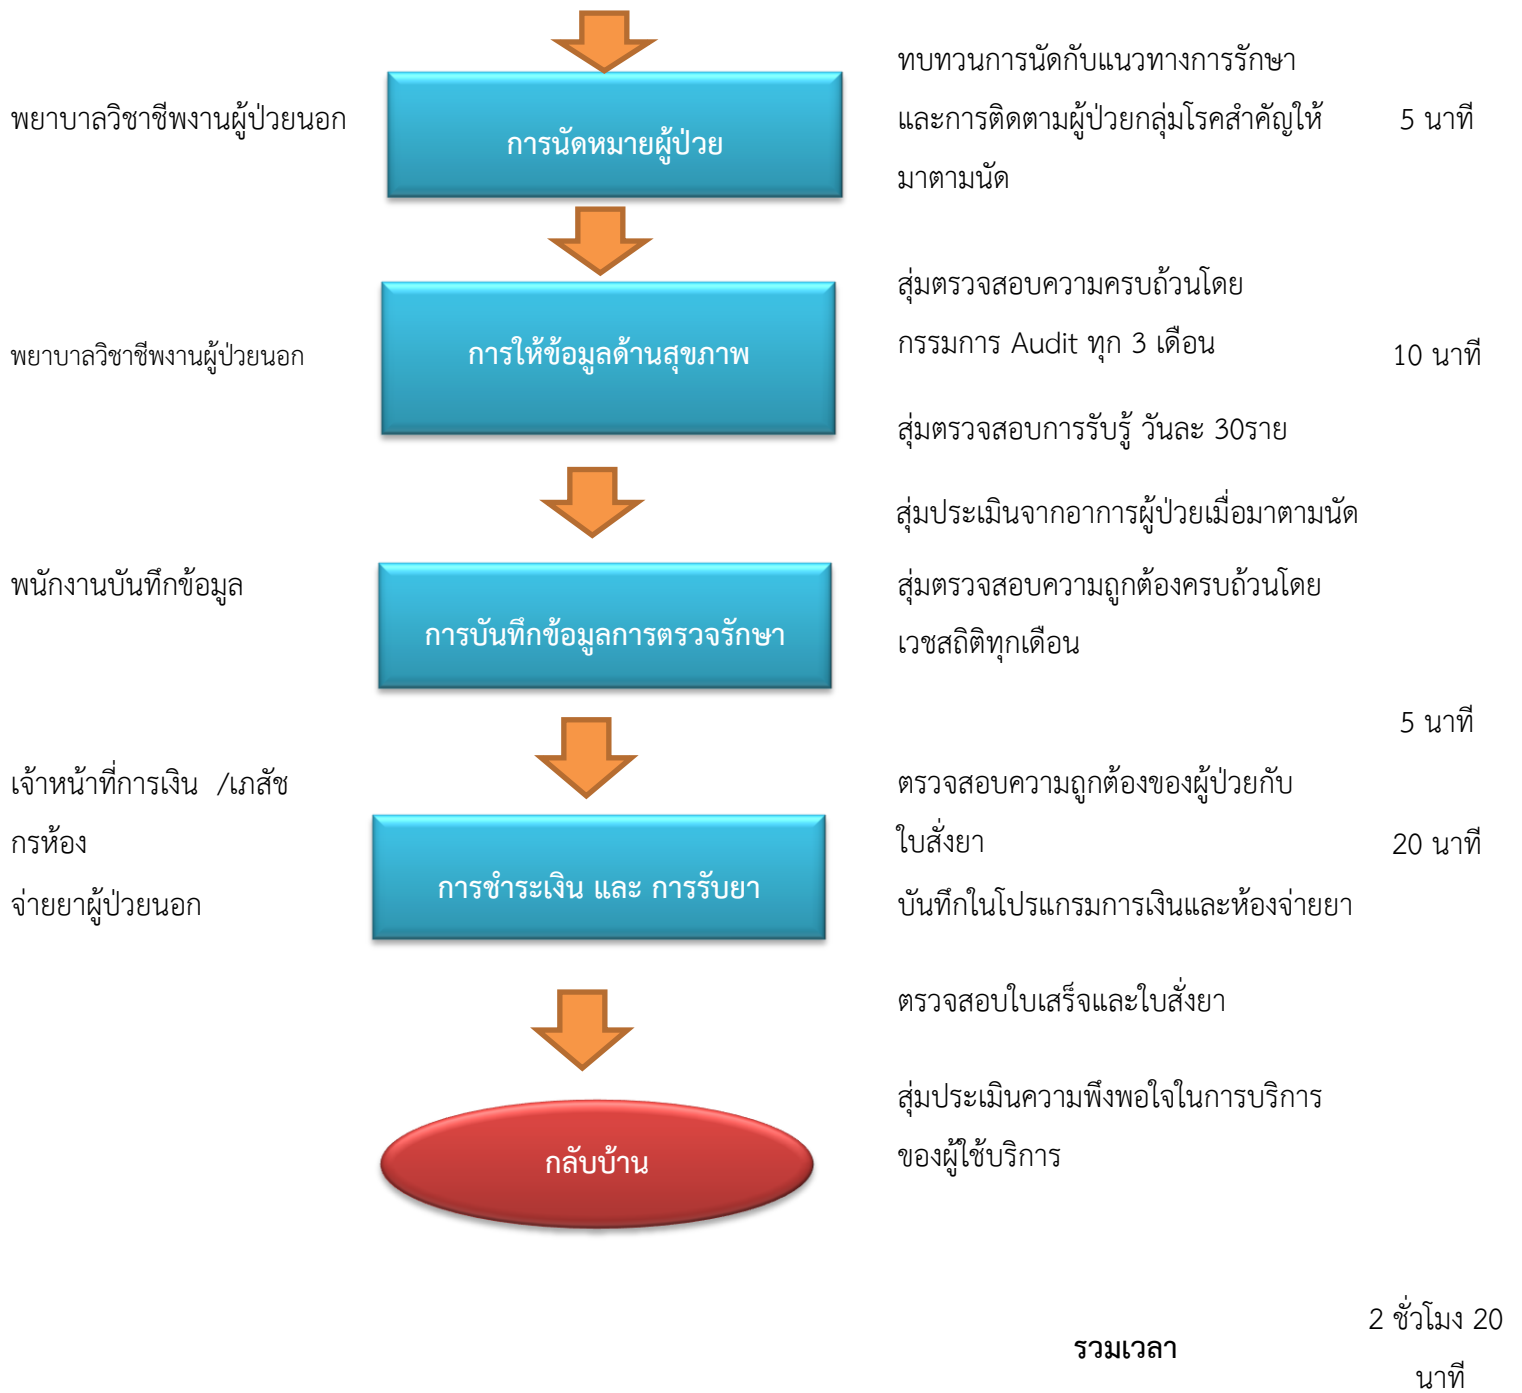 พยาบาลวิชาชีพงานผู้ป่วยนอก
การนัดหมายผู้ป่วย
ทบทวนการนัดกับแนวทางการรักษา
และการติดตามผู้ป่วยกลุ่มโรคสำคัญให้
มาตามนัด
5 นาที
พยาบาลวิชาชีพงานผู้ป่วยนอก
การให้ข้อมูลด้านสุขภาพ
สุ่มตรวจสอบความครบถ้วนโดย
กรรมการ Audit ทุก 3 เดือน
สุ่มตรวจสอบการรับรู้ วันละ 30ราย
สุ่มประเมินจากอาการผู้ป่วยเมื่อมาตามนัด
10 นาที
พนักงานบันทึกข้อมูล
การบันทึกข้อมูลการตรวจรักษา
สุ่มตรวจสอบความถูกต้องครบถ้วนโดย
เวชสถิติทุกเดือน
5 นาที
เจ้าหน้าที่การเงิน /เภสัช
กรห้อง
จ่ายยาผู้ป่วยนอก
การชำระเงิน และ การรับยา
ตรวจสอบความถูกต้องของผู้ป่วยกับ
ใบสั่งยา
บันทึกในโปรแกรมการเงินและห้องจ่ายยา
ตรวจสอบใบเสร็จและใบสั่งยา
20 นาที
กลับบ้าน
สุ่มประเมินความพึงพอใจในการบริการ
ของผู้ใช้บริการ
รวมเวลา
2 ชั่วโมง 20
นาที